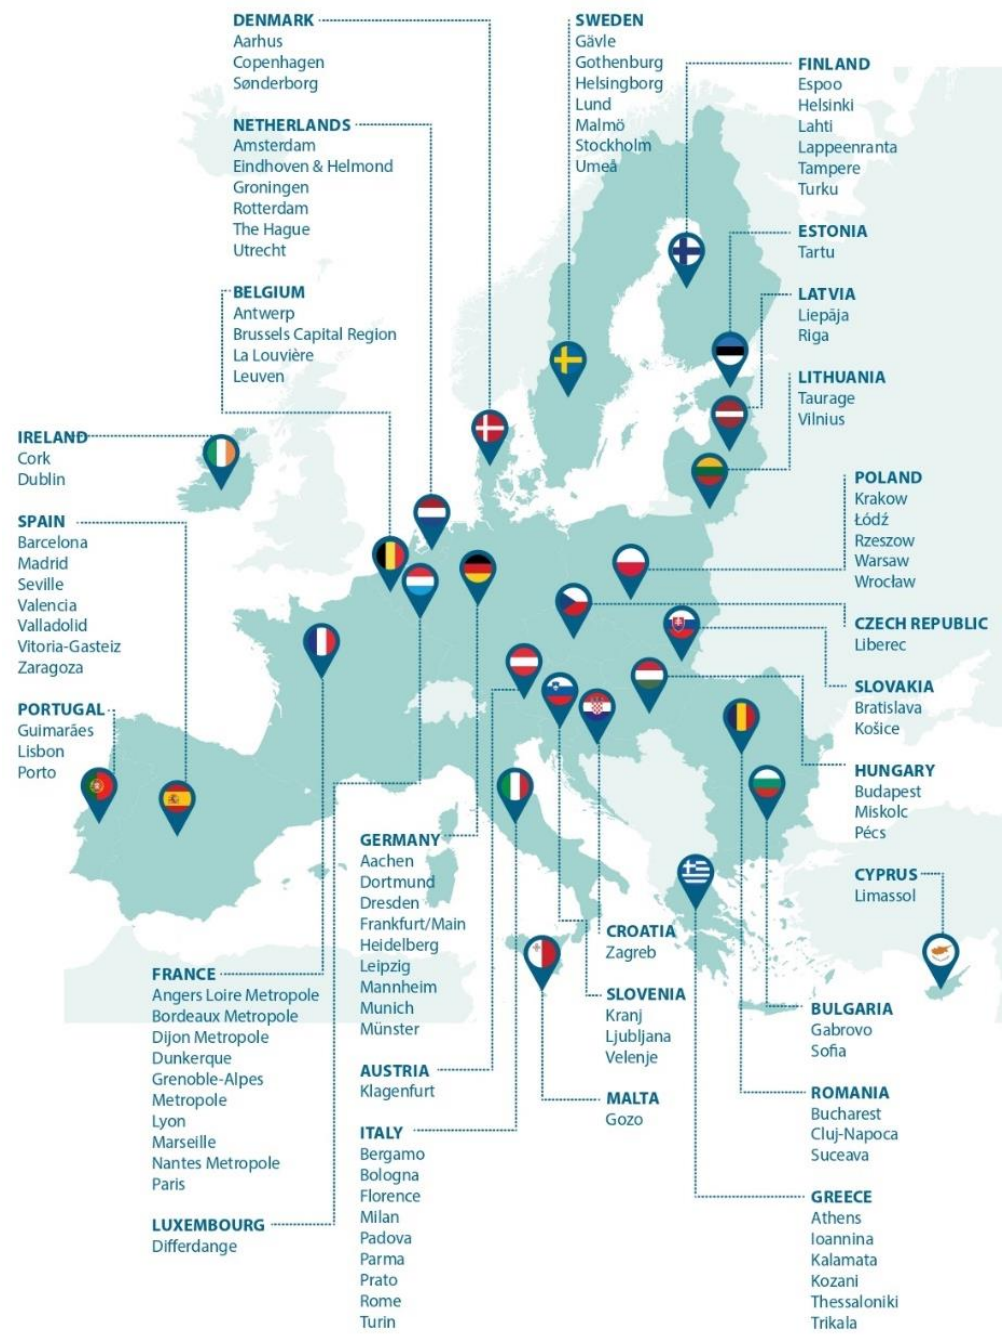 DENMARK
Aarhus
Copenhagen
Sønderborg
SWEDEN
Gävle
Gothenburg
Helsingborg
Lund
Malmö
Stockholm
Umeå
FINLAND
Espoo
Helsinki
Lahti
Lappeenranta
Tampere
Turku
NETHERLANDS
Amsterdam
Eindhoven & Helmond
Groningen
Rotterdam
The Hague
Utrecht
ESTONIA
Tartu
BELGIUM
Antwerp
Brussels Capital Region
La Louvière
Leuven
LATVIA
Liepāja
Riga
LITHUANIA
Taurage
Vilnius
IRELAND
Cork
Dublin
POLAND
Krakow
Łódź
Rzeszow
Warsaw
Wrocław
SPAIN
Barcelona
Madrid
Seville
Valencia
Valladolid
Vitoria-Gasteiz
Zaragoza
CZECH REPUBLIC
Liberec
SLOVAKIA
Bratislava
Košice
PORTUGAL
Guimarães
Lisbon
Porto
HUNGARY
Budapest
Miskolc
Pécs
GERMANY
Aachen
Dortmund
Dresden
Frankfurt/Main
Heidelberg
Leipzig
Mannheim
Munich
Münster
CYPRUS
Limassol
CROATIA
Zagreb
FRANCE
Angers Loire Metropole
Bordeaux Metropole
Dijon Metropole
Dunkerque
Grenoble-Alpes
Metropole
Lyon
Marseille
Nantes Metropole
Paris
SLOVENIA
Kranj
Ljubljana
Velenje
BULGARIA
Gabrovo
Sofia
AUSTRIA
Klagenfurt
MALTA
Gozo
ROMANIA
Bucharest
Cluj-Napoca
Suceava
ITALY
Bergamo
Bologna
Florence
Milan
Padova
Parma
Prato
Rome
Turin
GREECE
Athens
Ioannina
Kalamata
Kozani
Thessaloniki
Trikala
LUXEMBOURG
Differdange